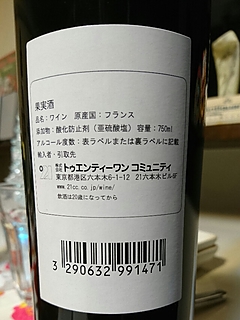 果実酒
品名：ワイン 原産国：フランス
添加物：酸化防止剤（亜硫酸塩）容量：750ml
アルコール度数：表ラベルまたは裏ラベルに記載
輸入者・引取先
株式会社 トゥエンティーワン コミュニティ
東京都港区六本木6-1-12 21六本木ビル5F
www.21cc.co.jp/wine/
飲酒は20歳になってから
3 290632 991471